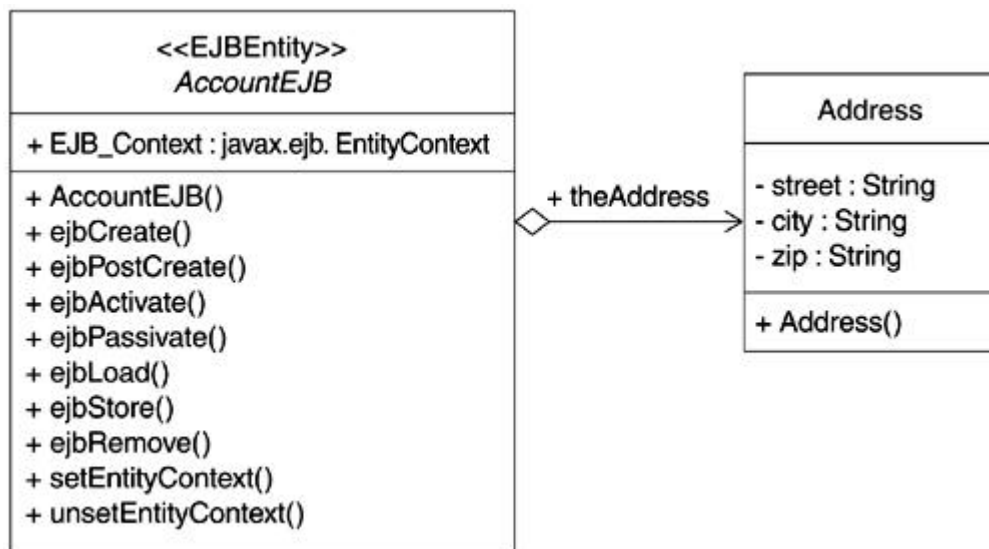 <<EJBEntity>>
AccountEJB
+ EJB_Context : javax.ejb. EntityContext
+ AccountEJB()
+ ejbCreate()
+ ejbPostCreate()
+ ejbActivate()
+ ejbPassivate()
+ ejbLoad()
+ ejbStore()
+ ejbRemove()
+ setEntityContext()
+ unsetEntityContext()
+ theAddress
Address
- street : String
- city : String
- zip : String
+ Address()